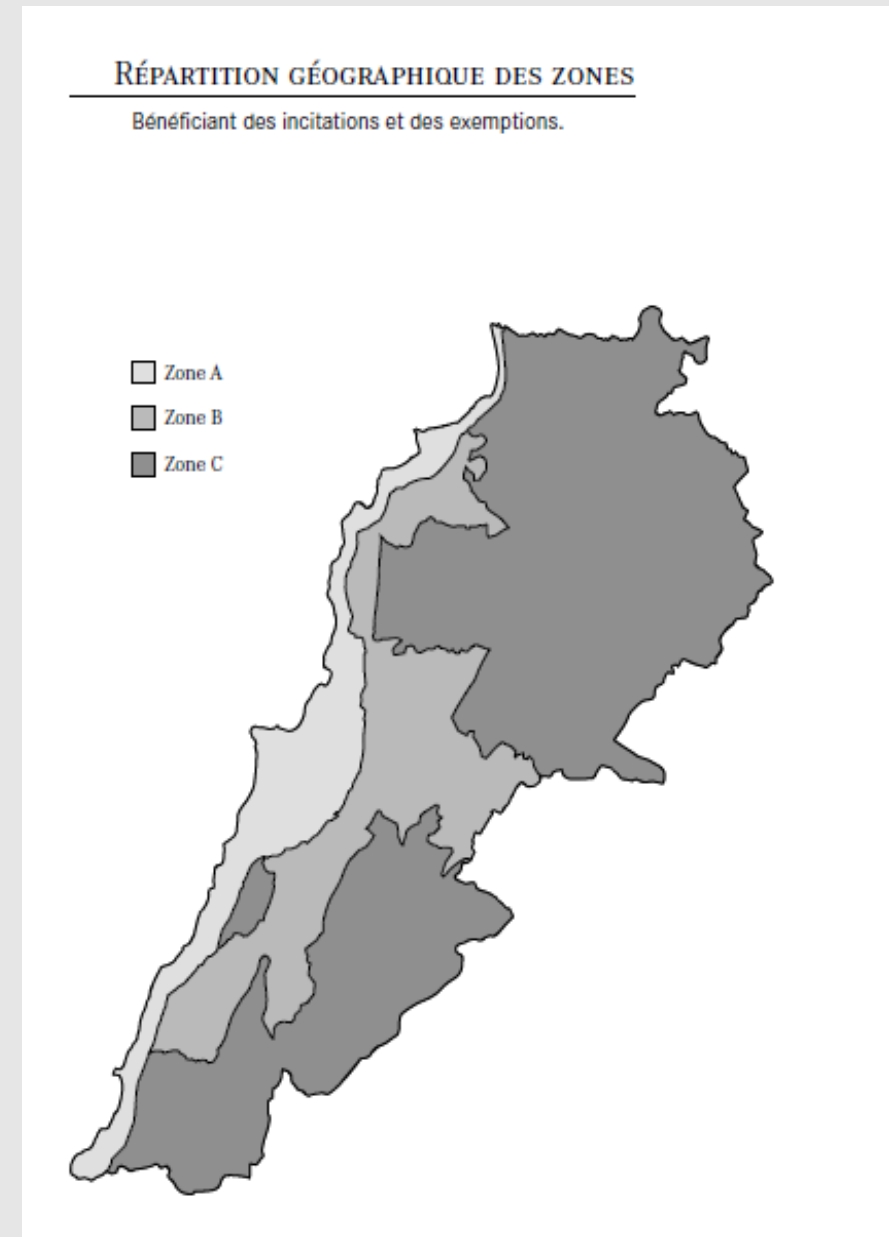 RÉPARTITION GÉOGRAPHIQUE DES ZONES
Bénéficiant des incitations et des exemptions.
Zone A
Zone B
Zone C